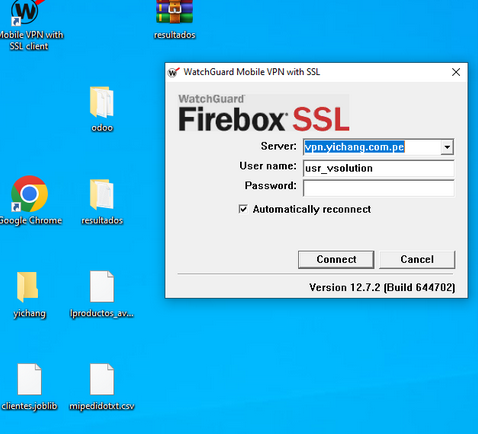 Mobile VPN with
SSL client
resultados
odoo
Google Chrome
resultados
yichang
lproductos_av...
clientes.joblib
mipedidotxt.csv
WatchGuard Mobile VPN with SSL
WatchGuard
Firebox SSL
Server: vpn.yichang.com.pe
User name: usr_vsolution
Password:
Automatically reconnect
Connect Cancel
Version 12.7.2 (Build 644702)